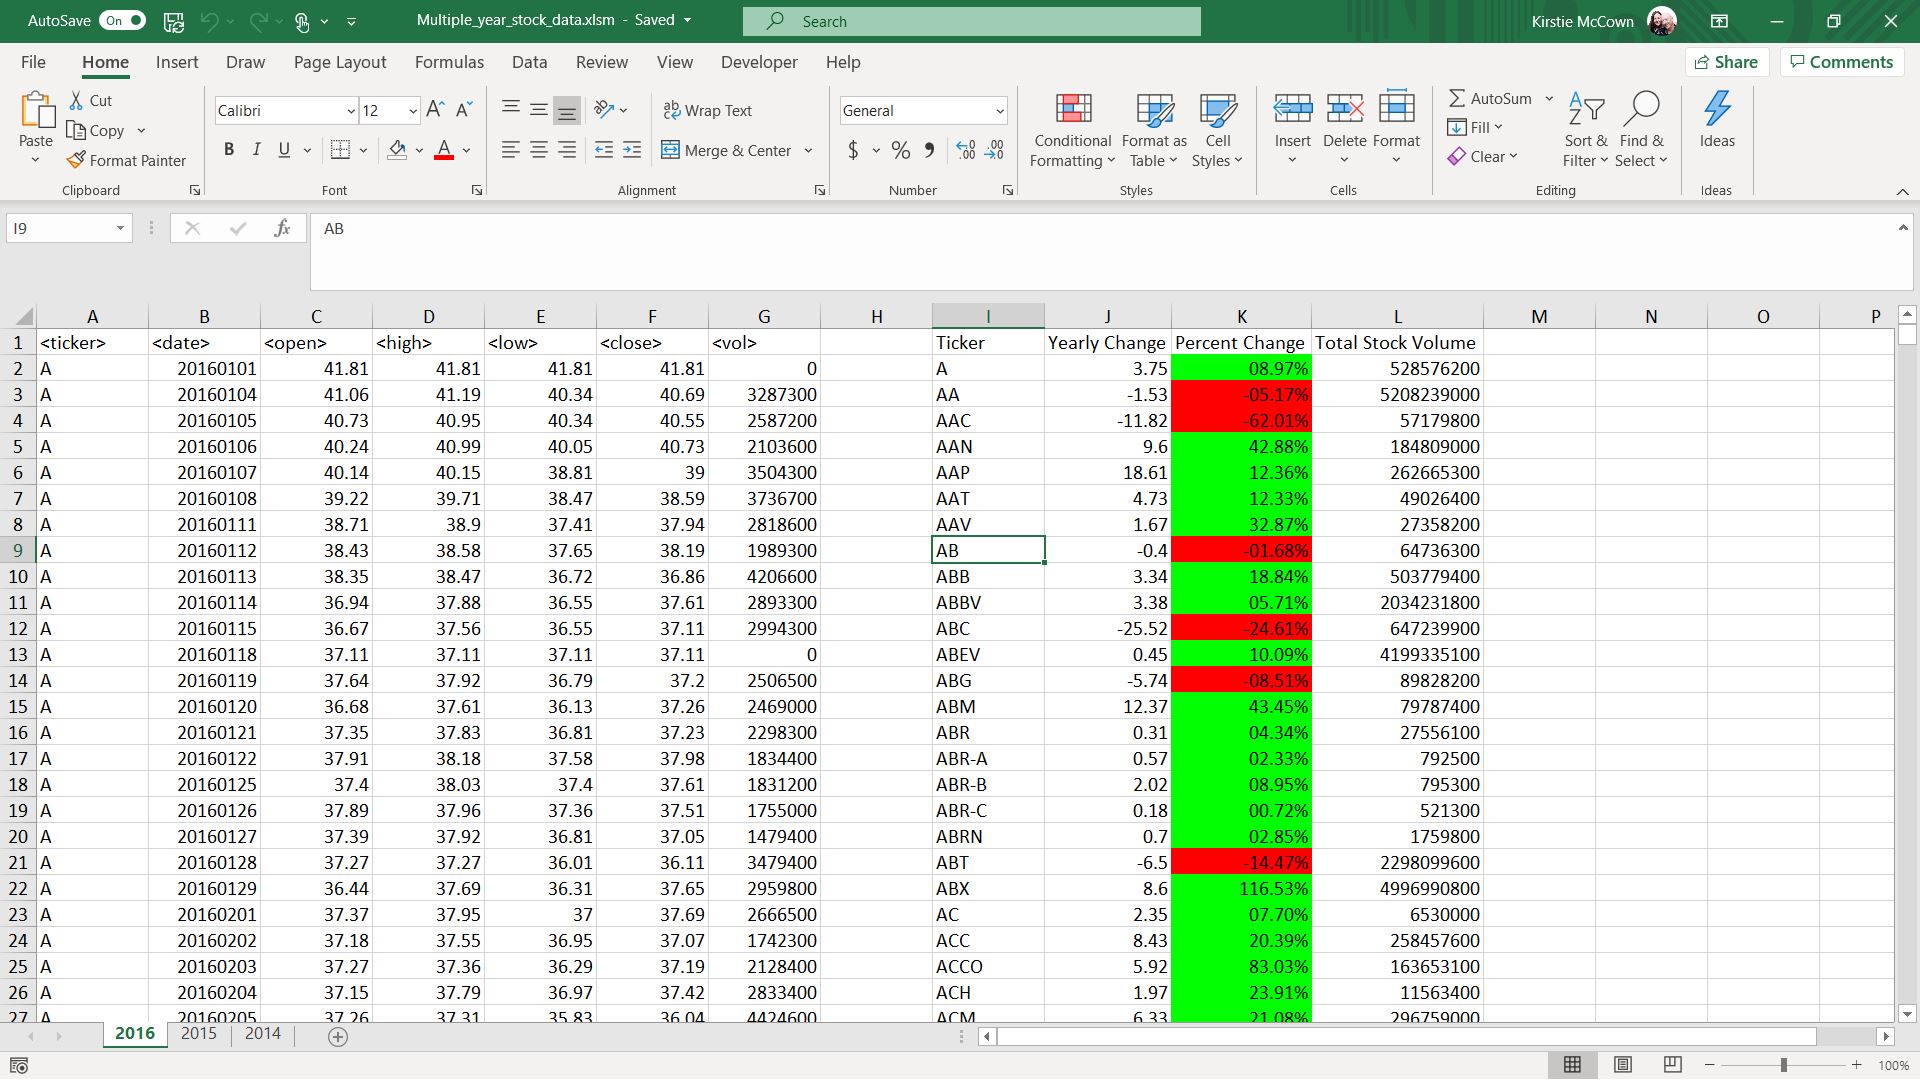 AutoSave On Multiple_year_stock_data.xlsm - Saved Search Kirstie McCown
File Home Insert Draw Page Layout Formulas Data Review View Developer Help Share Comments
Paste
Cut
Copy
Format Painter
Clipboard
Calibri 12
B I U A
Font
Wrap Text
Merge & Center
Alignment
General
$ % 9
Number
Conditional Formatting
Format as Table
Cell Styles
Styles
Insert Delete Format
Cells
AutoSum
Fill
Clear
Sort & Filter
Find & Select
Editing
Ideas
Ideas
I9 fx AB
A B C D E F G H I J K L M N O P
1 <ticker> <date> <open> <high> <low> <close> <vol> Ticker Yearly Change Percent Change Total Stock Volume
2 A 20160101 41.81 41.81 41.81 41.81 0 A 3.75 08.97% 528576200
3 A 20160104 41.06 41.19 40.34 40.69 3287300 AA -1.53 -05.17% 5208239000
4 A 20160105 40.73 40.95 40.34 40.55 2587200 AAC -11.82 -62.01% 57179800
5 A 20160106 40.24 40.99 40.05 40.73 2103600 AAN 9.6 42.88% 184809000
6 A 20160107 40.14 40.15 38.81 39 3504300 AAP 18.61 12.36% 262665300
7 A 20160108 39.22 39.71 38.47 38.59 3736700 AAT 4.73 12.33% 49026400
8 A 20160111 38.71 38.9 37.41 37.94 2818600 AAV 1.67 32.87% 27358200
9 A 20160112 38.43 38.58 37.65 38.19 1989300 AB -0.4 -01.68% 64736300
10 A 20160113 38.35 38.47 36.72 36.86 4206600 ABB 3.34 18.84% 503779400
11 A 20160114 36.94 37.88 36.55 37.61 2893300 ABBV 3.38 05.71% 2034231800
12 A 20160115 36.67 37.56 36.55 37.11 2994300 ABC -25.52 -24.61% 647239900
13 A 20160118 37.11 37.11 37.11 37.11 0 ABEV 0.45 10.09% 4199335100
14 A 20160119 37.64 37.92 36.79 37.2 2506500 ABG -5.74 -08.51% 89828200
15 A 20160120 36.68 37.61 36.13 37.26 2469000 ABM 12.37 43.45% 79787400
16 A 20160121 37.35 37.83 36.81 37.23 2298300 ABR 0.31 04.34% 27556100
17 A 20160122 37.91 38.18 37.58 37.98 1834400 ABR-A 0.57 02.33% 792500
18 A 20160125 37.4 38.03 37.4 37.61 1831200 ABR-B 2.02 08.95% 795300
19 A 20160126 37.89 37.96 37.36 37.51 1755000 ABR-C 0.18 00.72% 521300
20 A 20160127 37.39 37.92 36.81 37.05 1479400 ABRN 0.7 02.85% 1759800
21 A 20160128 37.27 37.27 36.01 36.11 3479400 ABT -6.5 -14.47% 2298099600
22 A 20160129 36.44 37.69 36.31 37.65 2959800 ABX 8.6 116.53% 4996990800
23 A 20160201 37.37 37.95 37 37.69 2666500 AC 2.35 07.70% 6530000
24 A 20160202 37.18 37.55 36.95 37.07 1742300 ACC 8.43 20.39% 258457600
25 A 20160203 37.27 37.36 36.29 37.19 2128400 ACCO 5.92 83.03% 163653100
26 A 20160204 37.15 37.79 36.97 37.42 2833400 ACH 1.97 23.91% 11563400
27 A 20160205 37.26 37.31 35.83 36.04 4424600 ACM 6.33 21.08% 296759000
2016 2015 2014
100%